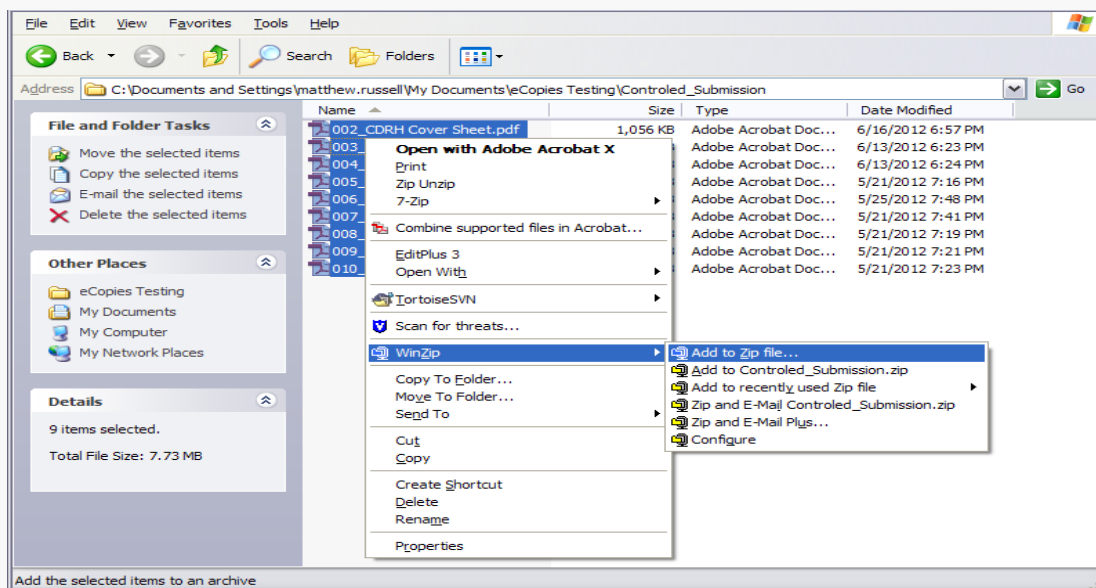 File Edit View Favorites Tools Help
Back Search Folders
Address C:\Documents and Settings\matthew.russell\My Documents\eCopies Testing\Controled_Submission Go
File and Folder Tasks
Move the selected items
Copy the selected items
E-mail the selected items
Delete the selected items
Other Places
eCopies Testing
My Documents
My Computer
My Network Places
Details
9 items selected.
Total File Size: 7.73 MB
Name Size Type Date Modified
002_CDRH Cover Sheet.pdf 1,056 KB Adobe Acrobat Doc... 6/16/2012 6:57 PM
003_ Adobe Acrobat Doc... 6/13/2012 6:23 PM
004_ Adobe Acrobat Doc... 6/13/2012 6:24 PM
005_ Adobe Acrobat Doc... 5/21/2012 7:16 PM
006_ Adobe Acrobat Doc... 5/25/2012 7:48 PM
007_ Adobe Acrobat Doc... 5/21/2012 7:41 PM
008_ Adobe Acrobat Doc... 5/21/2012 7:19 PM
009_ Adobe Acrobat Doc... 5/21/2012 7:21 PM
010_ Adobe Acrobat Doc... 5/21/2012 7:23 PM
Open with Adobe Acrobat X
Print
Zip Unzip
7-Zip
Combine supported files in Acrobat...
EditPlus 3
Open With
TortoiseSVN
Scan for threats...
WinZip
Copy To Folder...
Move To Folder...
Send To
Cut
Copy
Create Shortcut
Delete
Rename
Properties
Add to Zip file...
Add to Controled_Submission.zip
Add to recently used Zip file
Zip and E-Mail Controled_Submission.zip
Zip and E-Mail Plus...
Configure
Add the selected items to an archive